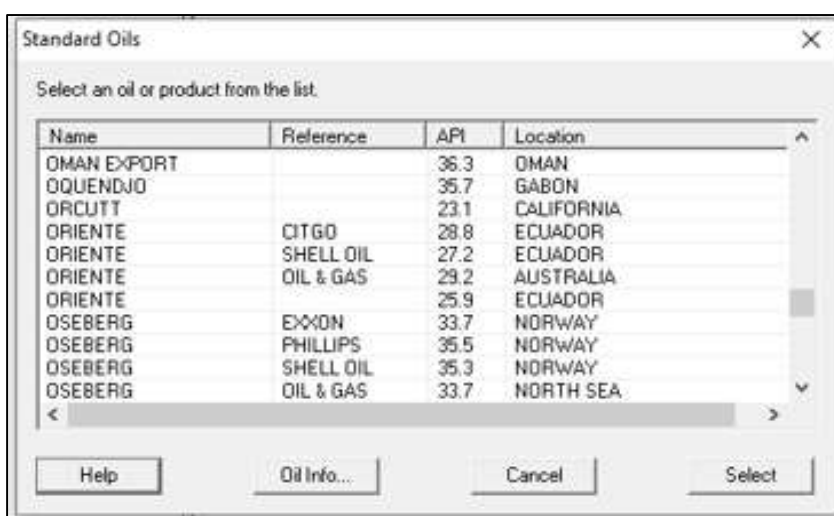 Standard Oils
Select an oil or product from the list.
Name Reference API Location
OMAN EXPORT 36.3 OMAN
OQUENDJO 35.7 GABON
ORCUTT 23.1 CALIFORNIA
ORIENTE CITGO 28.8 ECUADOR
ORIENTE SHELL OIL 27.2 ECUADOR
ORIENTE OIL & GAS 29.2 AUSTRALIA
ORIENTE 25.9 ECUADOR
OSEBERG EXXON 33.7 NORWAY
OSEBERG PHILLIPS 35.5 NORWAY
OSEBERG SHELL OIL 35.3 NORWAY
OSEBERG OIL & GAS 33.7 NORTH SEA
Help Oil Info... Cancel Select